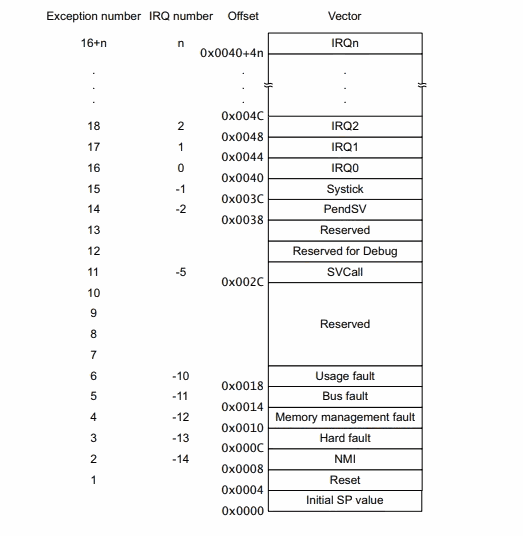 Exception number IRQ number Offset Vector
16+n n IRQn
0x0040+4n
. . .
. . .
. . .
0x004C
18 2 IRQ2
0x0048
17 1 IRQ1
0x0044
16 0 IRQ0
0x0040
15 -1 Systick
0x003C
14 -2 PendSV
0x0038
13 Reserved
12 Reserved for Debug
11 -5 SVCall
0x002C
10
9
Reserved
8
7
6 -10 Usage fault
0x0018
5 -11 Bus fault
0x0014
4 -12 Memory management fault
0x0010
3 -13 Hard fault
0x000C
2 -14 NMI
0x0008
1 Reset
0x0004
Initial SP value
0x0000